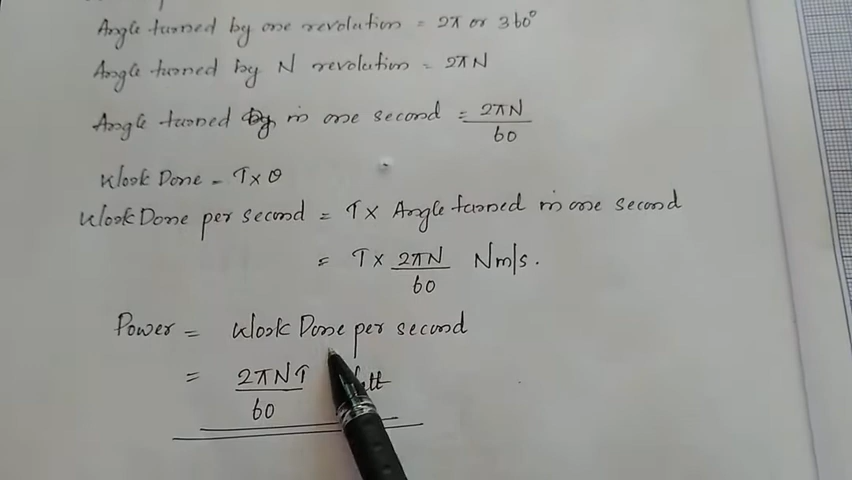 Angle turned by one revolution = 2π or 360°
Angle turned by N revolution = 2πN
Angle turned in one second = 2πN/60
Work Done = T×θ
Work Done per second = T× Angle turned in one second
= T× 2πN/60 Nm/s.
Power = Work Done per second
= 2πNT/60